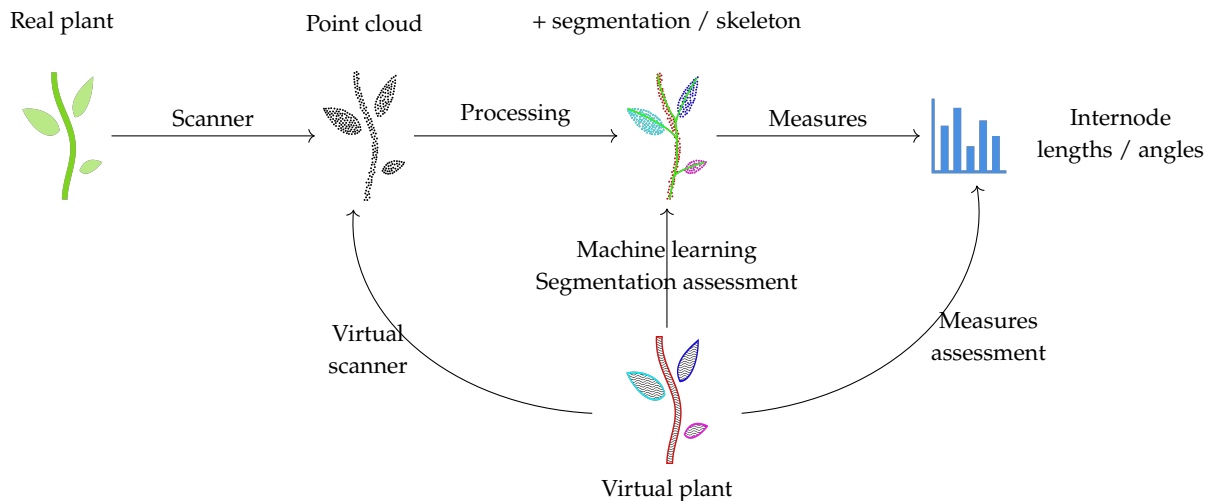 Real plant
Point cloud
+ segmentation / skeleton
Scanner
Processing
Measures
Internode
lengths / angles
Machine learning
Segmentation assessment
Virtual
scanner
Measures
assessment
Virtual plant